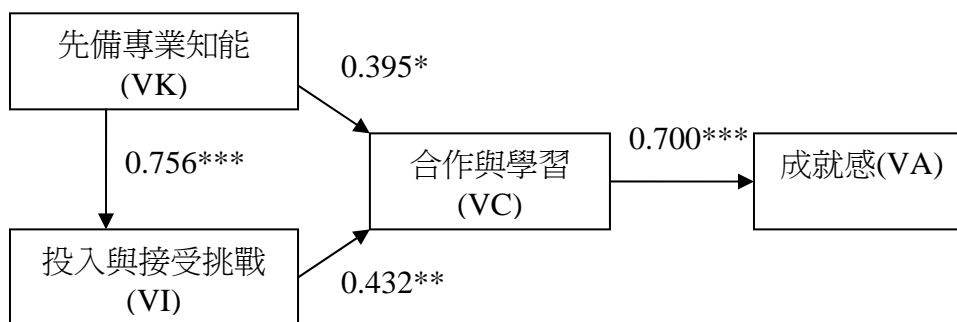 先備專業知能
(VK)
0.395*
0.756***
合作與學習
(VC)
0.700***
成就感(VA)
投入與接受挑戰
(VI)
0.432**